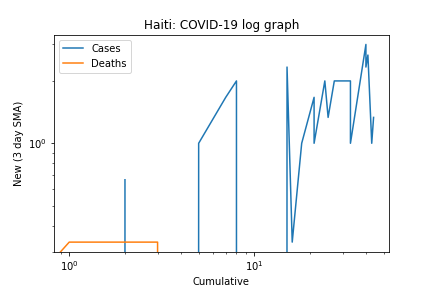 Haiti: COVID-19 log graph
Cases
Deaths
New (3 day SMA)
10⁰
10⁰
10¹
Cumulative